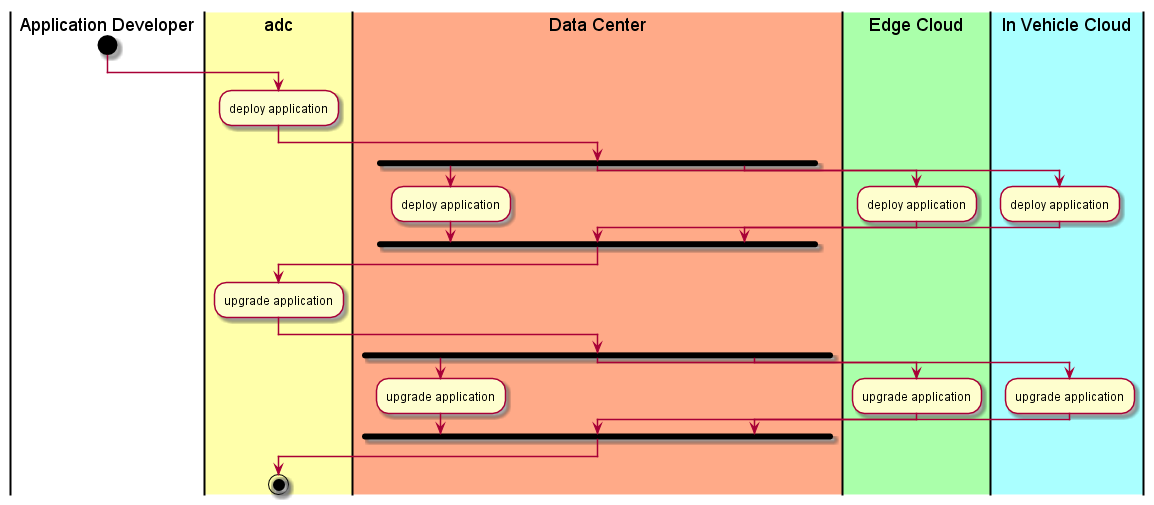 Application Developer
adc
Data Center
Edge Cloud
In Vehicle Cloud
deploy application
deploy application
deploy application
deploy application
upgrade application
upgrade application
upgrade application
upgrade application